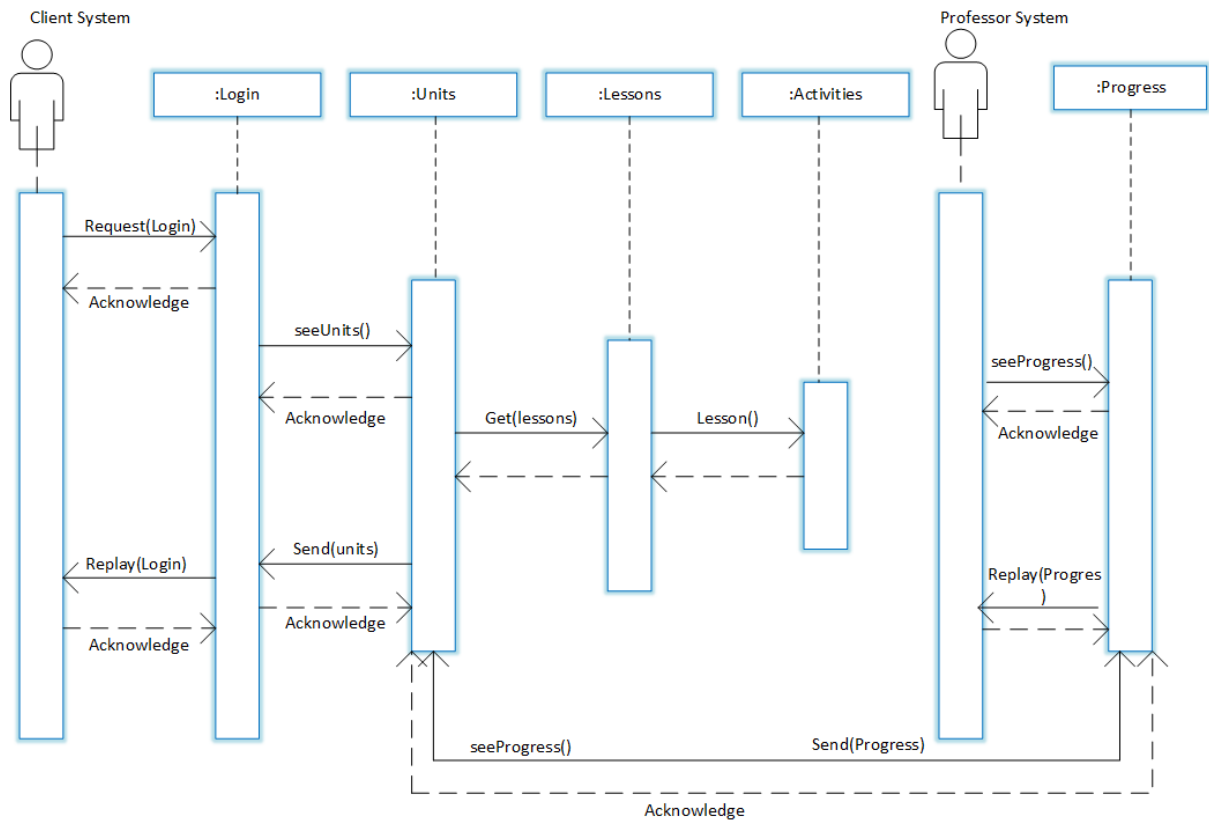 Client System
Professor System
:Login
:Units
:Lessons
:Activities
:Progress
Request(Login)
Acknowledge
seeUnits()
Acknowledge
Get(lessons)
Lesson()
seeProgress()
Acknowledge
Send(units)
Replay(Login)
Acknowledge
Acknowledge
Replay(Progres
)
seeProgress()
Send(Progress)
Acknowledge